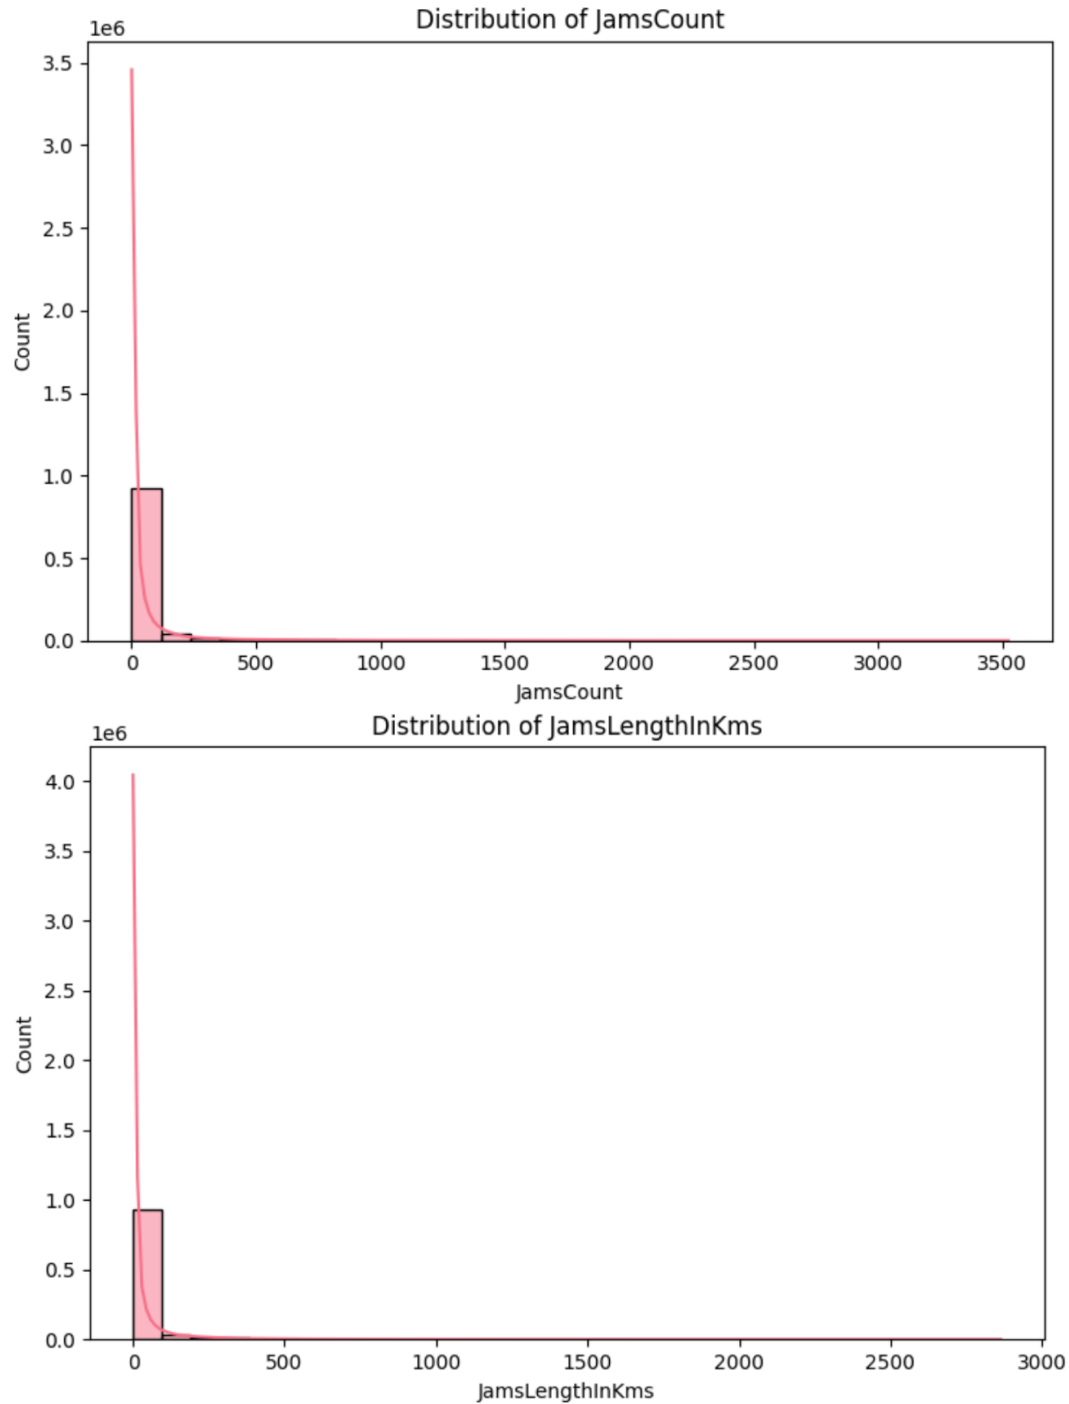 Distribution of JamsCount
1e6
3.5
3.0
2.5
2.0
1.5
1.0
0.5
0.0
Count
0 500 1000 1500 2000 2500 3000 3500
JamsCount
Distribution of JamsLengthInKms
1e6
4.0
3.5
3.0
2.5
2.0
1.5
1.0
0.5
0.0
Count
0 500 1000 1500 2000 2500 3000
JamsLengthInKms